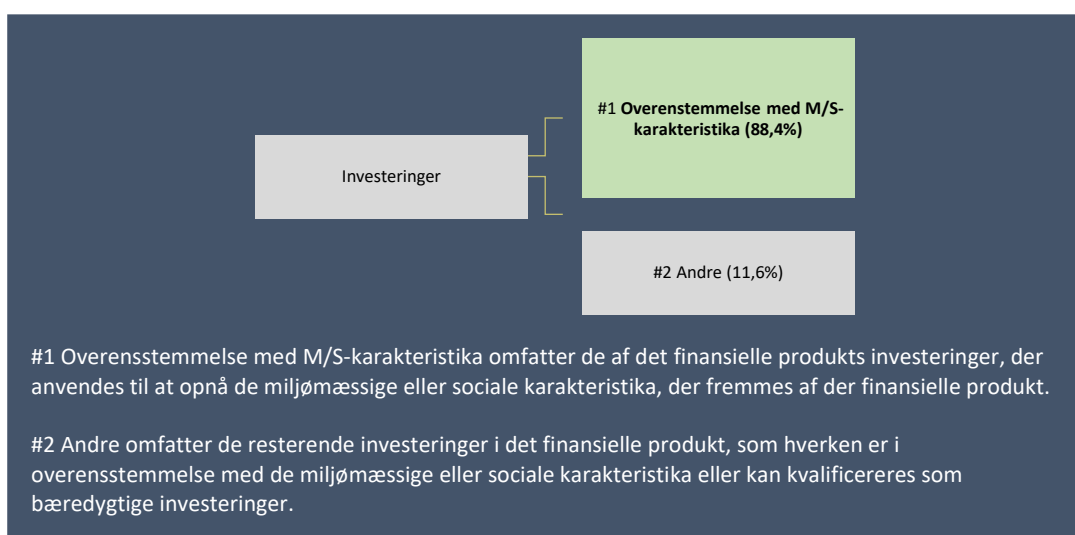 #1 Overenstemmelse med M/S-
karakteristika (88,4%)
Investeringer
#2 Andre (11,6%)
#1 Overensstemmelse med M/S-karakteristika omfatter de af det finansielle produkts investeringer, der
anvendes til at opnå de miljømæssige eller sociale karakteristika, der fremmes af der finansielle produkt.
#2 Andre omfatter de resterende investeringer i det finansielle produkt, som hverken er i
overensstemmelse med de miljømæssige eller sociale karakteristika eller kan kvalificereres som
bæredygtige investeringer.